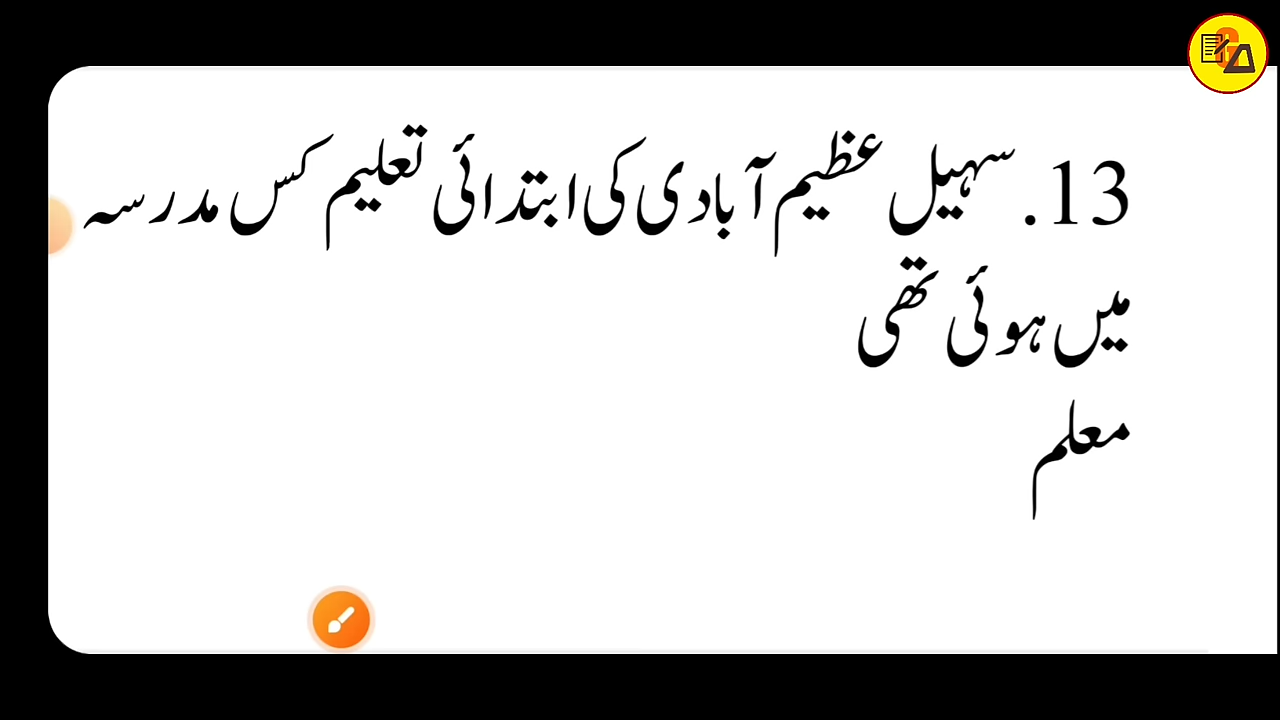 13. سہیل عظیم آبادی کی ابتدائی تعلیم کس مدرسہ
میں ہوئی تھی
معلم